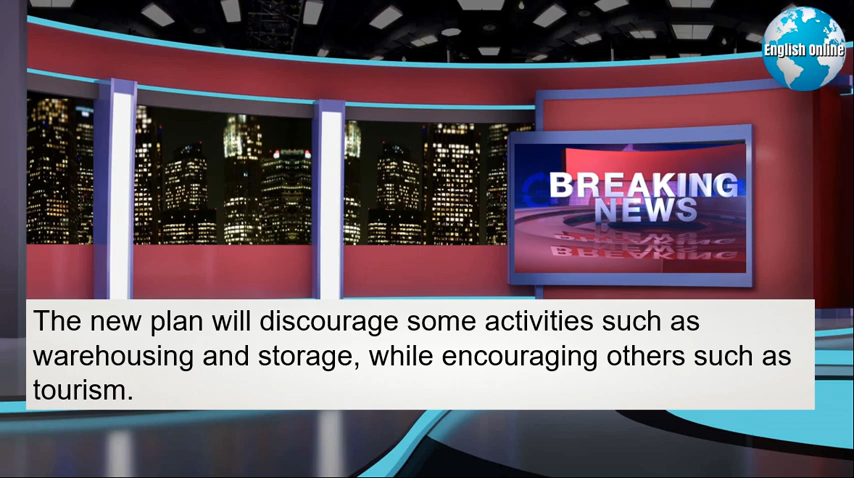 English Online
BREAKING
NEWS
The new plan will discourage some activities such as
warehousing and storage, while encouraging others such as
tourism.